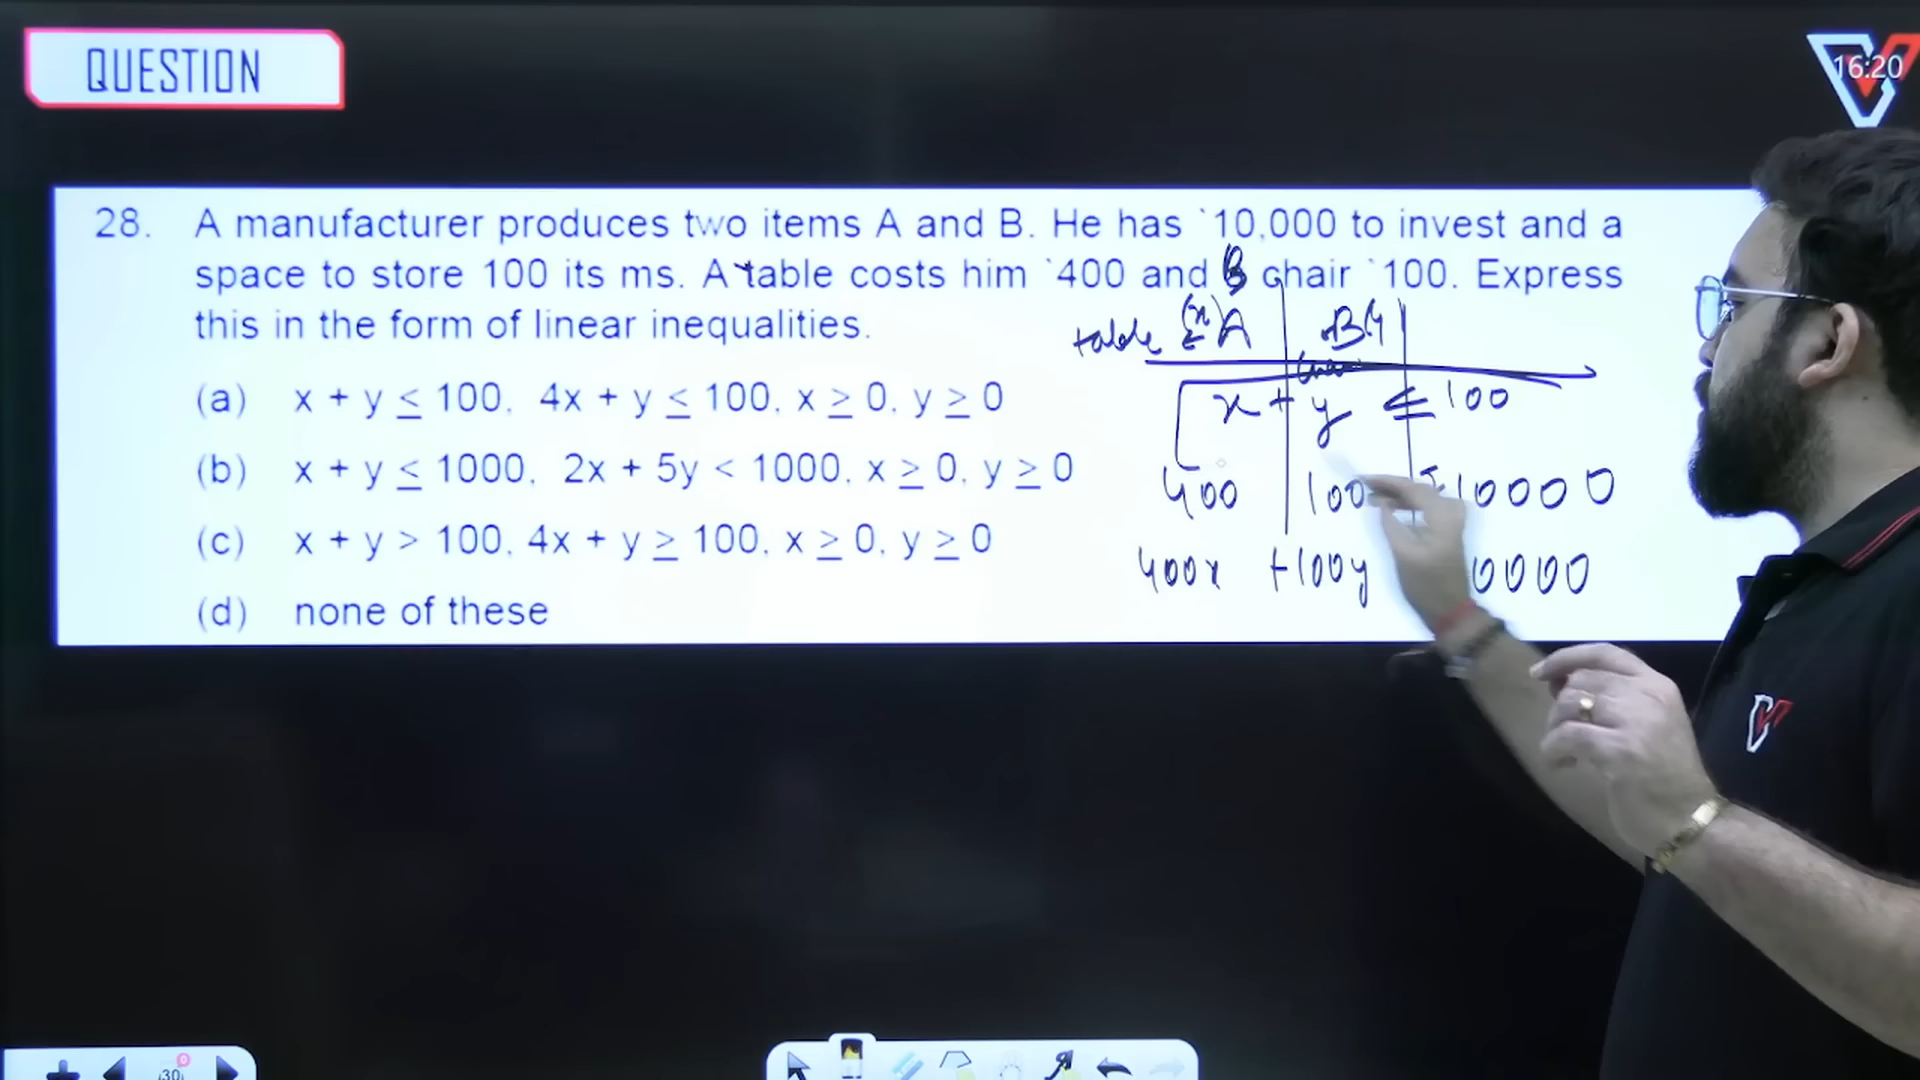 QUESTION
16:20
28. A manufacturer produces two items A and B. He has `10,000 to invest and a
space to store 100 its ms. A table costs him `400 and B chair `100. Express
this in the form of linear inequalities.
table (x) A B (y
(a) x + y ≤ 100, 4x + y ≤ 100, x ≥ 0, y ≥ 0
x + y ≤ 100
(b) x + y ≤ 1000, 2x + 5y < 1000, x ≥ 0, y ≥ 0
400 100 10000
(c) x + y > 100, 4x + y ≥ 100, x ≥ 0, y ≥ 0
400x + 100y 0000
(d) none of these
30
0